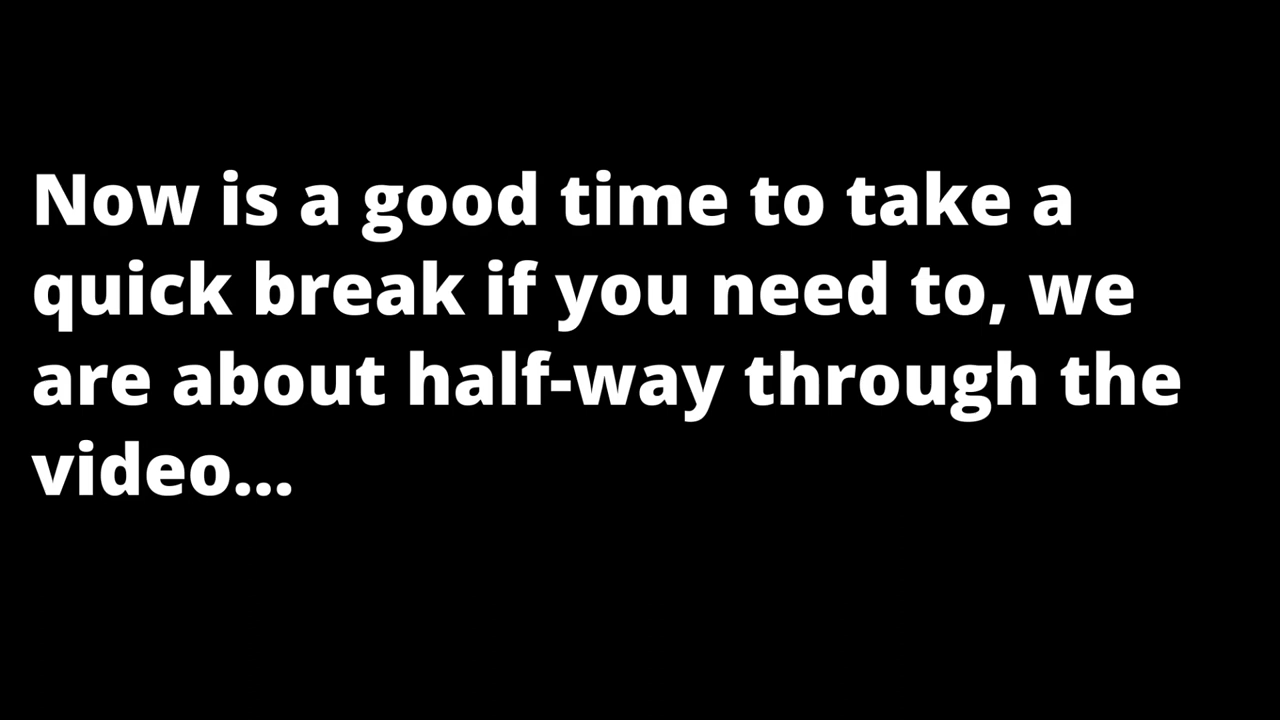 Now is a good time to take a
quick break if you need to, we
are about half-way through the
video...